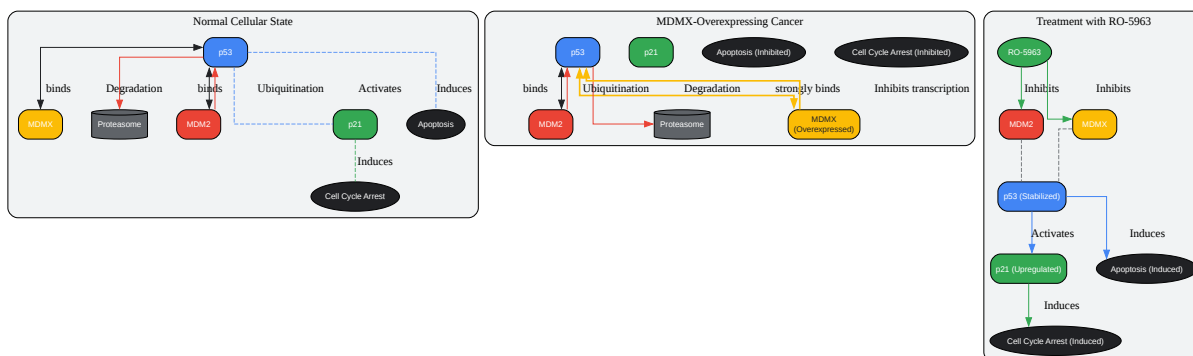 Normal Cellular State
p53
binds
Degradation
binds
Ubiquitination
Activates
Induces
MDMX
Proteasome
MDM2
p21
Apoptosis
Induces
Cell Cycle Arrest
MDMX-Overexpressing Cancer
p53
p21
Apoptosis (Inhibited)
Cell Cycle Arrest (Inhibited)
binds
Ubiquitination
Degradation
strongly binds
Inhibits transcription
MDM2
Proteasome
MDMX
(Overexpressed)
Treatment with RO-5963
RO-5963
Inhibits
Inhibits
MDM2
MDMX
p53 (Stabilized)
Activates
Induces
p21 (Upregulated)
Apoptosis (Induced)
Induces
Cell Cycle Arrest (Induced)